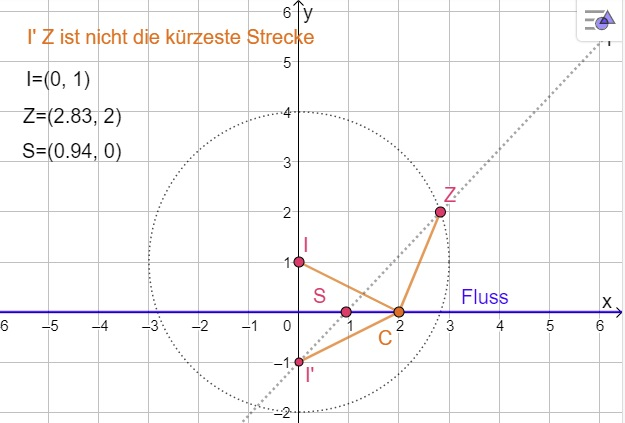 I' Z ist nicht die kürzeste Strecke
I=(0, 1)
Z=(2.83, 2)
S=(0.94, 0)
y
6
5
4
3
2
1
0
−1
−2
Z
I
S
Fluss
x
C
I'
6 −5 −4 −3 −2 −1 0 1 2 3 4 5 6